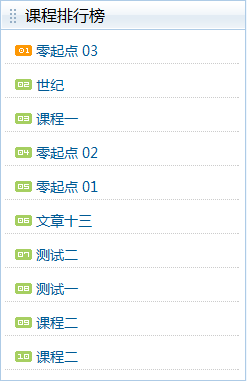 课程排行榜
01 零起点 03
02 世纪
03 课程一
04 零起点 02
05 零起点 01
06 文章十三
07 测试二
08 测试一
09 课程二
10 课程二